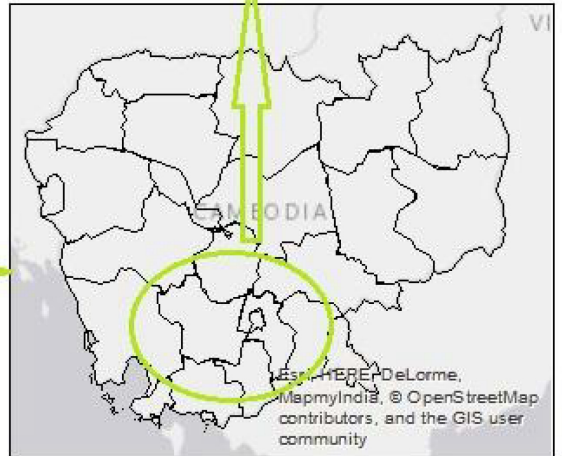 VI
CAMBODIA
Esri, HERE, DeLorme,
MapmyIndia, © OpenStreetMap
contributors, and the GIS user
community